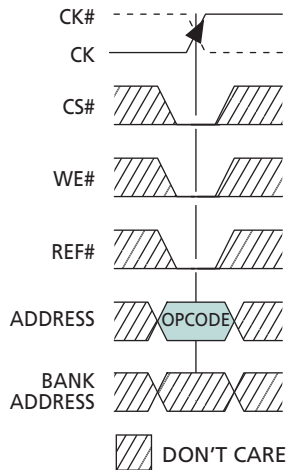 CK#
CK
CS#
WE#
REF#
ADDRESS
OPCODE
BANK
ADDRESS
DON'T CARE